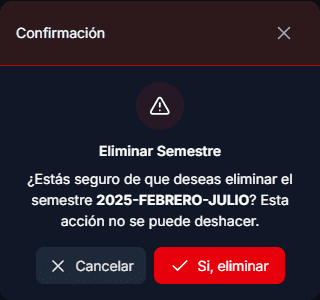 Confirmación
Eliminar Semestre
¿Estás seguro de que deseas eliminar el
semestre 2025-FEBRERO-JULIO? Esta
acción no se puede deshacer.
Cancelar
Si, eliminar